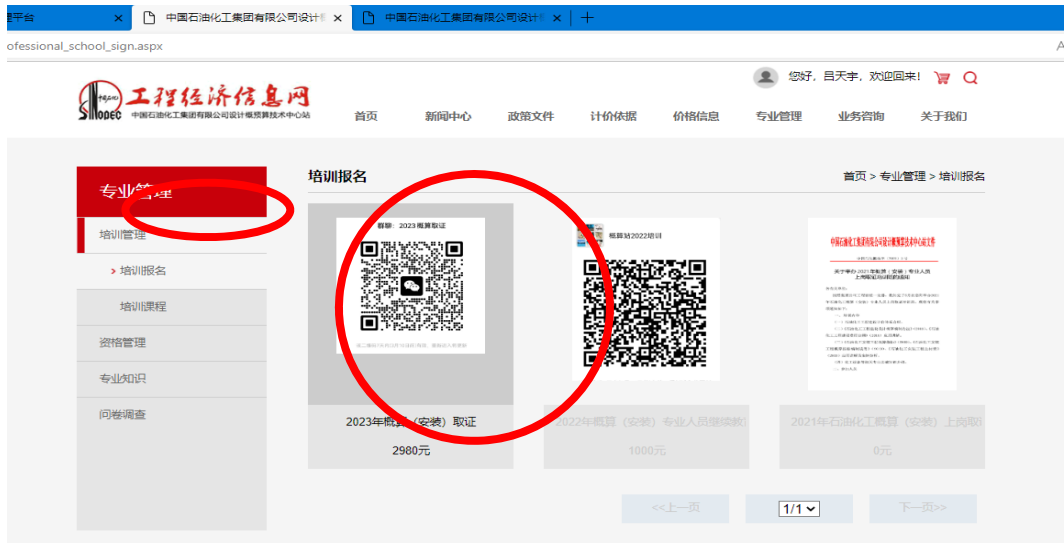 理平台
中国石油化工集团有限公司设计
中国石油化工集团有限公司设计
ofessional_school_sign.aspx
您好，吕天宇，欢迎回来!
SINOPEC
工程经济信息网
中国石油化工集团有限公司设计概预算技术中心站
首页 新闻中心 政策文件 计价依据 价格信息 专业管理 业务咨询 关于我们
专业管理
培训报名
首页 > 专业管理 > 培训报名
培训管理
> 培训报名
培训课程
资格管理
专业知识
问卷调查
群聊：2023概算取证
概算站2022培训
中国石油化工集团有限公司设计概预算技术中心站文件
关于举办2021年概算（安装）专业人员
2023年概算（安装）取证
2980元
2022年概算（安装）专业人员继续教
1000元
2021年石油化工概算（安装）上岗取
0元
<<上一页
1/1
下一页>>